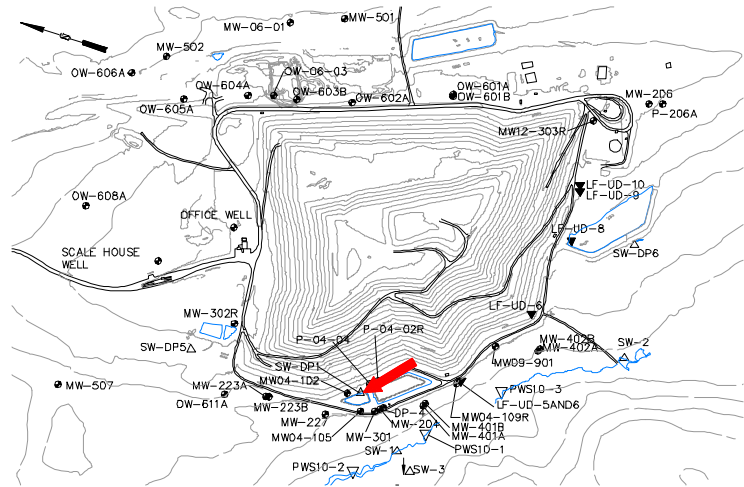 MW-06-01
MW-501
MW-502
OW-606A
OW-06-03
OW-604A
OW-603B
OW-602A
OW-601A
OW-601B
OW-605A
MW-206
P-206A
MW12-303R
OW-608A
OFFICE WELL
LF-UD-10
LF-UD-9
LF-UD-8
SW-DP6
SCALE HOUSE
WELL
MW-302R
LF-UD-6
P-04-04
P-04-02R
SW-DP5
SW-DP1
MW-402B
MW-402A
SW-2
MW09-901
MW-507
MW-223A
MW04-102
OW-611A
MW-223B
PWS10-3
LF-UD-5AND6
MW-227
DP-4
MW04-109R
MW-204
MW04-105
MW-301
MW-401B
MW-401A
SW-1
PWS10-1
PWS10-2
SW-3